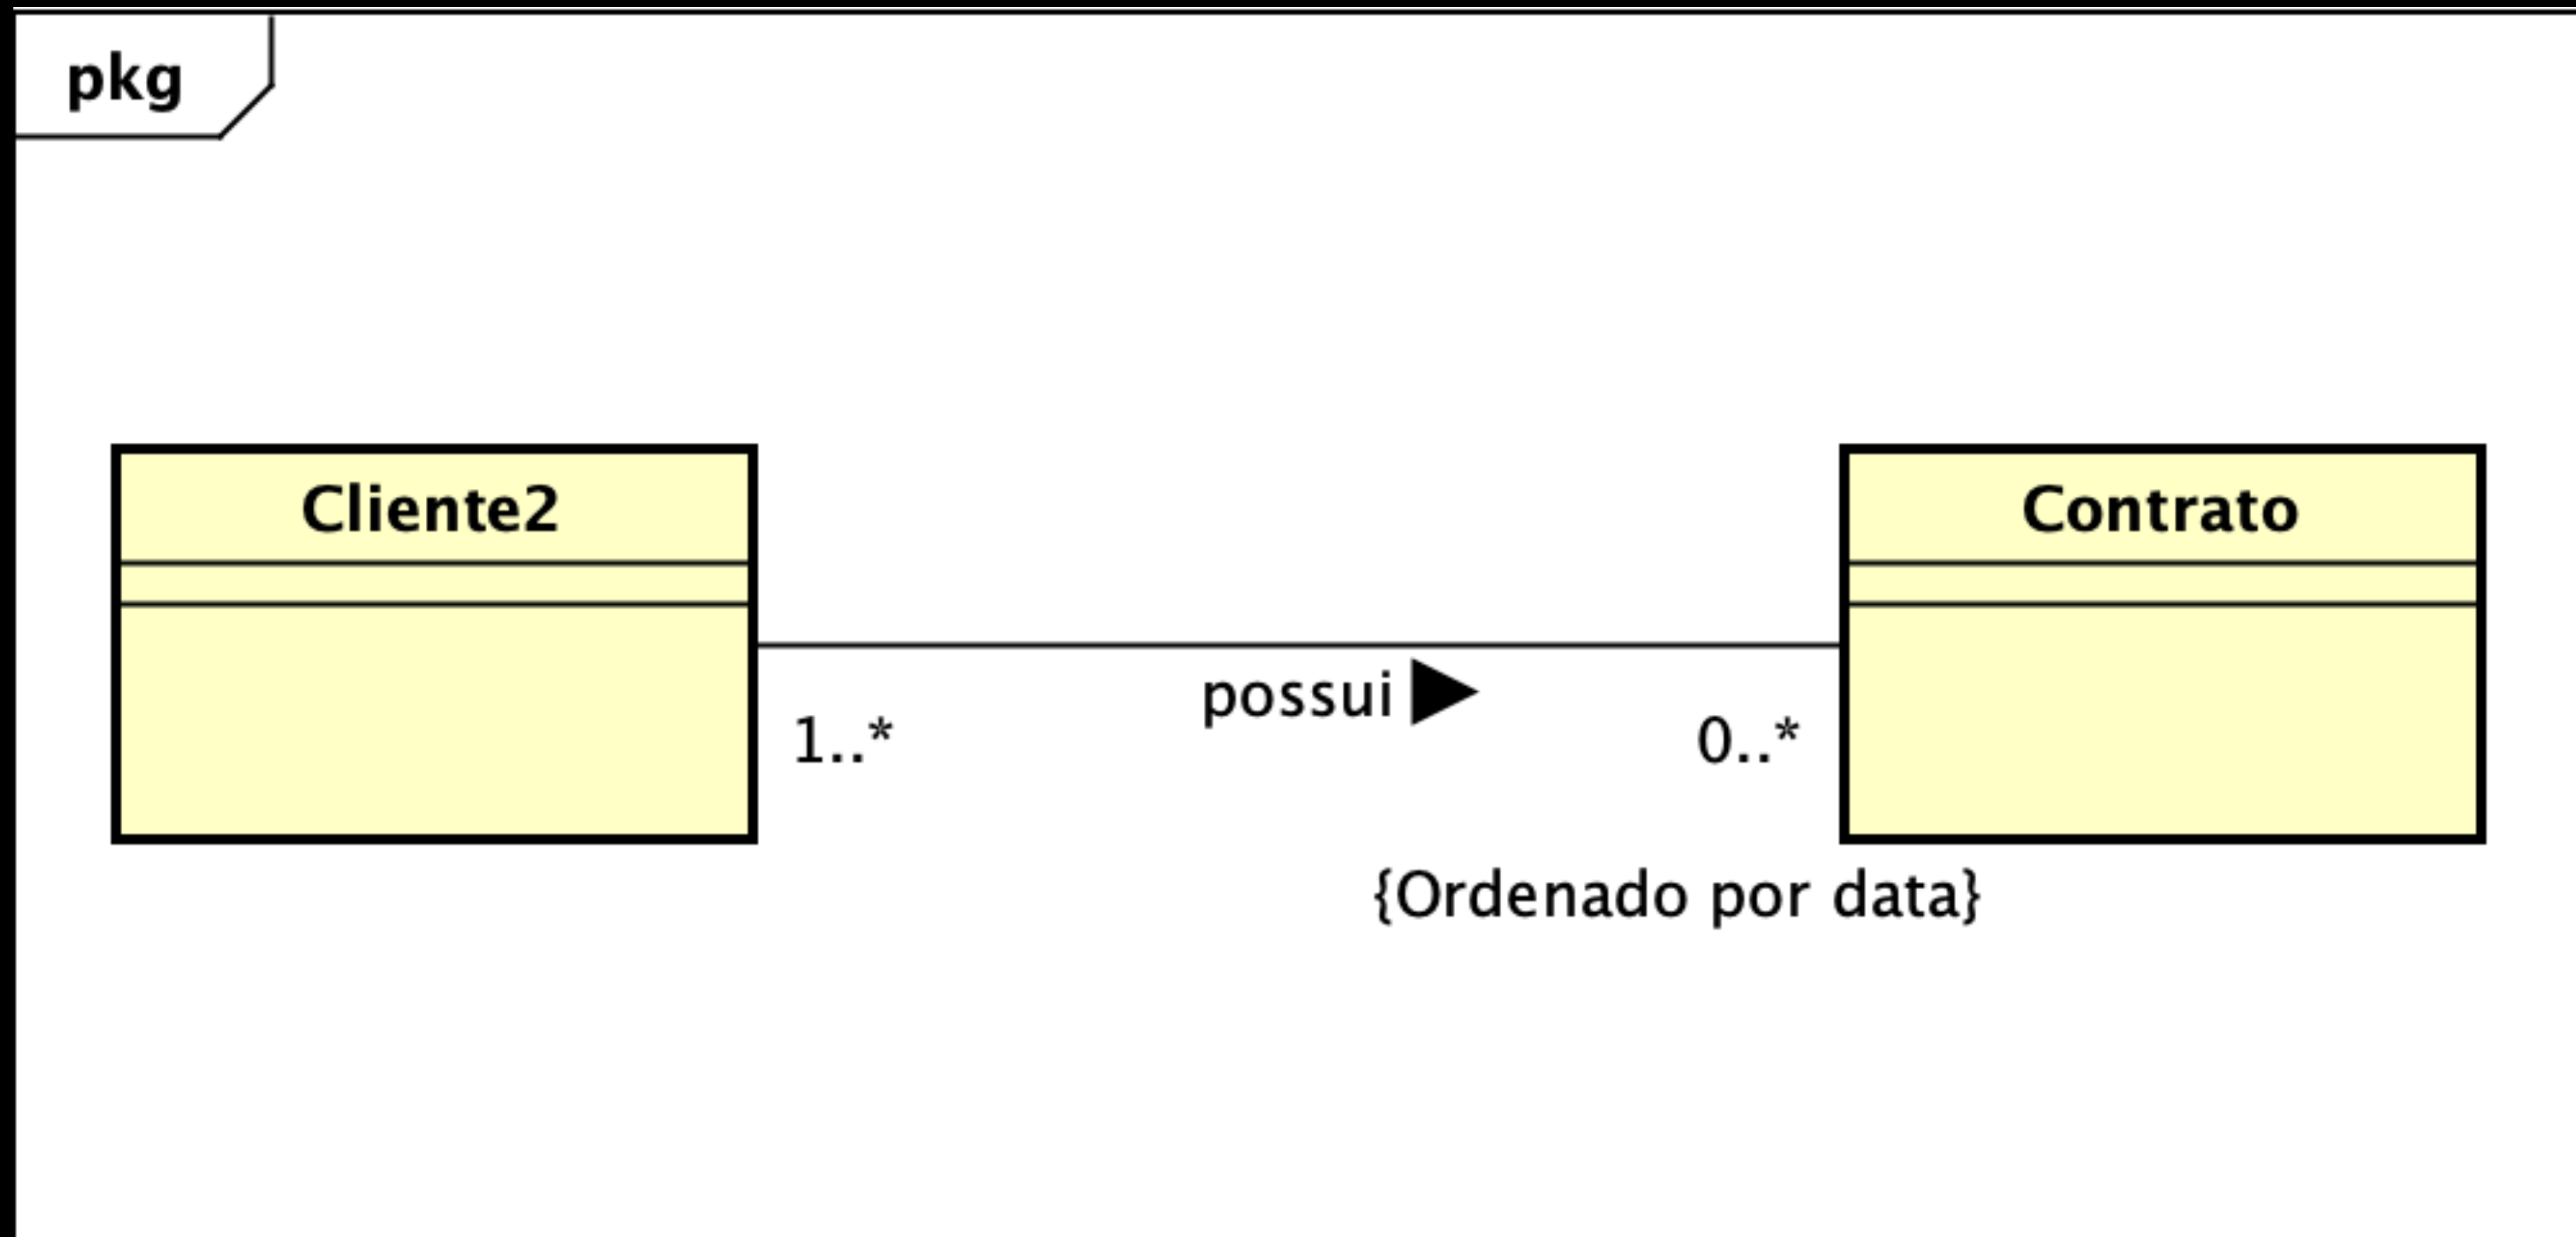 pkg
Cliente2
Contrato
possui
1..*
0..*
{Ordenado por data}